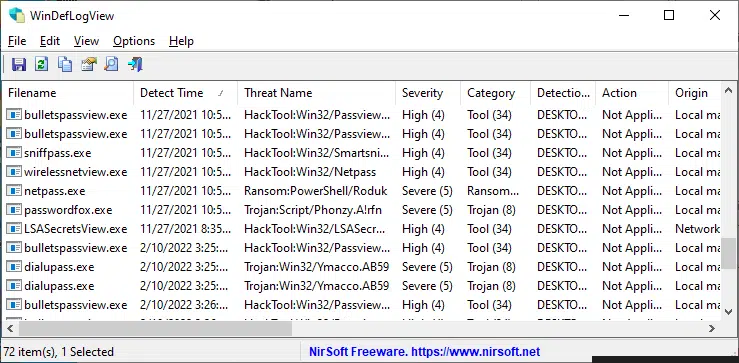 WinDefLogView
File Edit View Options Help
Filename Detect Time Threat Name Severity Category Detectio... Action Origin
bulletspassview.exe 11/27/2021 10:5... HackTool:Win32/Passview... High (4) Tool (34) DESKTO... Not Appli... Local ma
bulletspassview.exe 11/27/2021 10:5... HackTool:Win32/Passview... High (4) Tool (34) DESKTO... Not Appli... Local ma
sniffpass.exe 11/27/2021 10:5... HackTool:Win32/Smartsni... High (4) Tool (34) DESKTO... Not Appli... Local ma
wirelessnetview.exe 11/27/2021 10:5... HackTool:Win32/Netpass High (4) Tool (34) DESKTO... Not Appli... Local ma
netpass.exe 11/27/2021 10:5... Ransom:PowerShell/Roduk Severe (5) Ransom... DESKTO... Not Appli... Local ma
passwordfox.exe 11/27/2021 10:5... Trojan:Script/Phonzy.A!rfn Severe (5) Trojan (8) DESKTO... Not Appli... Local ma
LSASecretsView.exe 11/27/2021 8:35... HackTool:Win32/LSASecr... High (4) Tool (34) DESKTO... Not Appli... Network
bulletspassview.exe 2/10/2022 3:25:... HackTool:Win32/Passview... High (4) Tool (34) DESKTO... Not Appli... Local ma
dialupass.exe 2/10/2022 3:25:... Trojan:Win32/Ymacco.AB59 Severe (5) Trojan (8) DESKTO... Not Appli... Local ma
dialupass.exe 2/10/2022 3:25:... Trojan:Win32/Ymacco.AB59 Severe (5) Trojan (8) DESKTO... Not Appli... Local ma
bulletspassview.exe 2/10/2022 3:26:... HackTool:Win32/Passview... High (4) Tool (34) DESKTO... Not Appli... Local ma
72 item(s), 1 Selected NirSoft Freeware. https://www.nirsoft.net